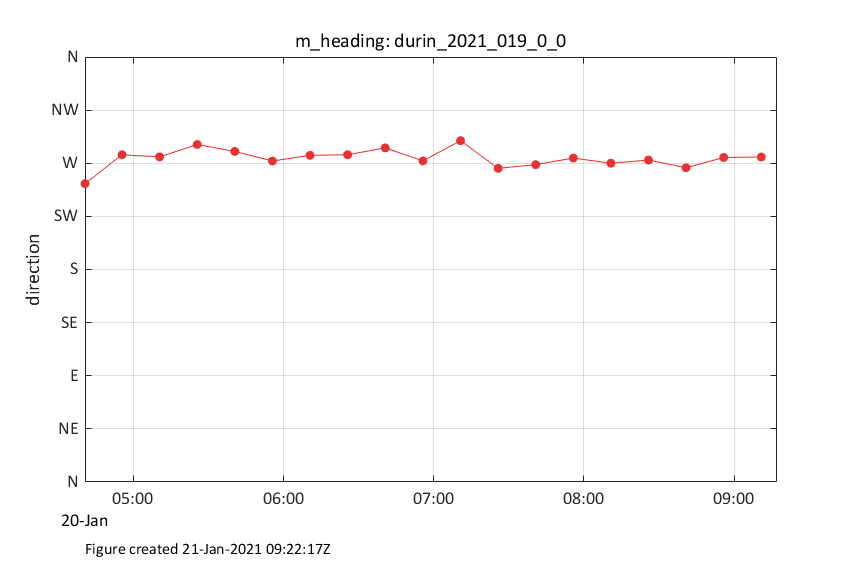 m_heading: durin_2021_019_0_0
N
NW
W
SW
S
SE
E
NE
N
direction
05:00 06:00 07:00 08:00 09:00
20-Jan
Figure created 21-Jan-2021 09:22:17Z